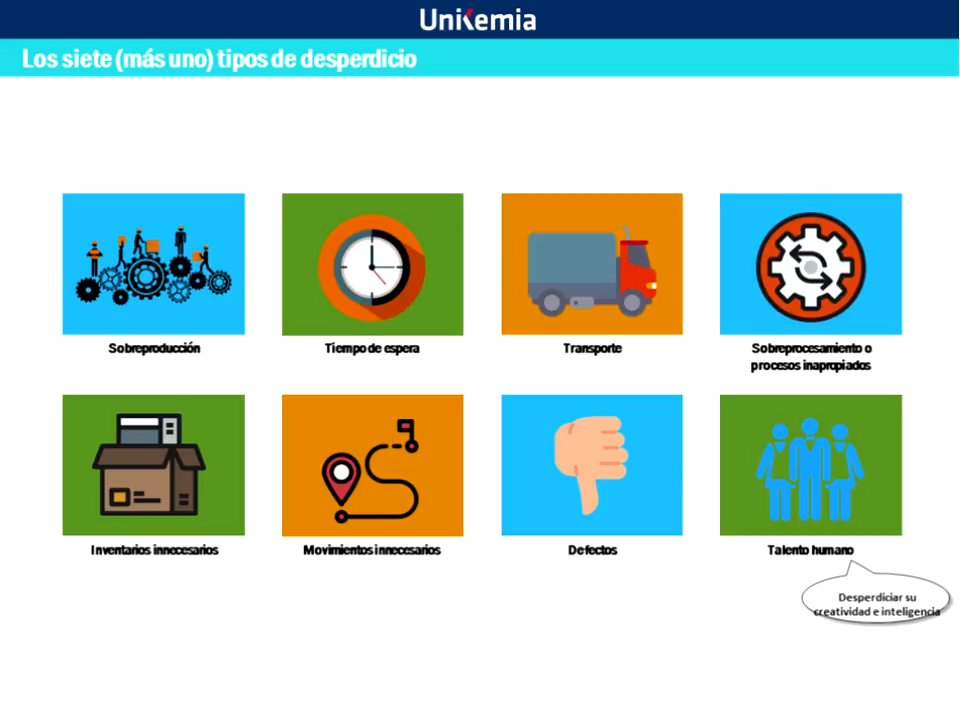 Unikemia
Los siete (más uno) tipos de desperdicio
Sobreproducción
Tiempo de espera
Transporte
Sobreprocesamiento o
procesos inapropiados
Inventarios innecesarios
Movimientos innecesarios
Defectos
Talento humano
Desperdiciar su
creatividad e inteligencia